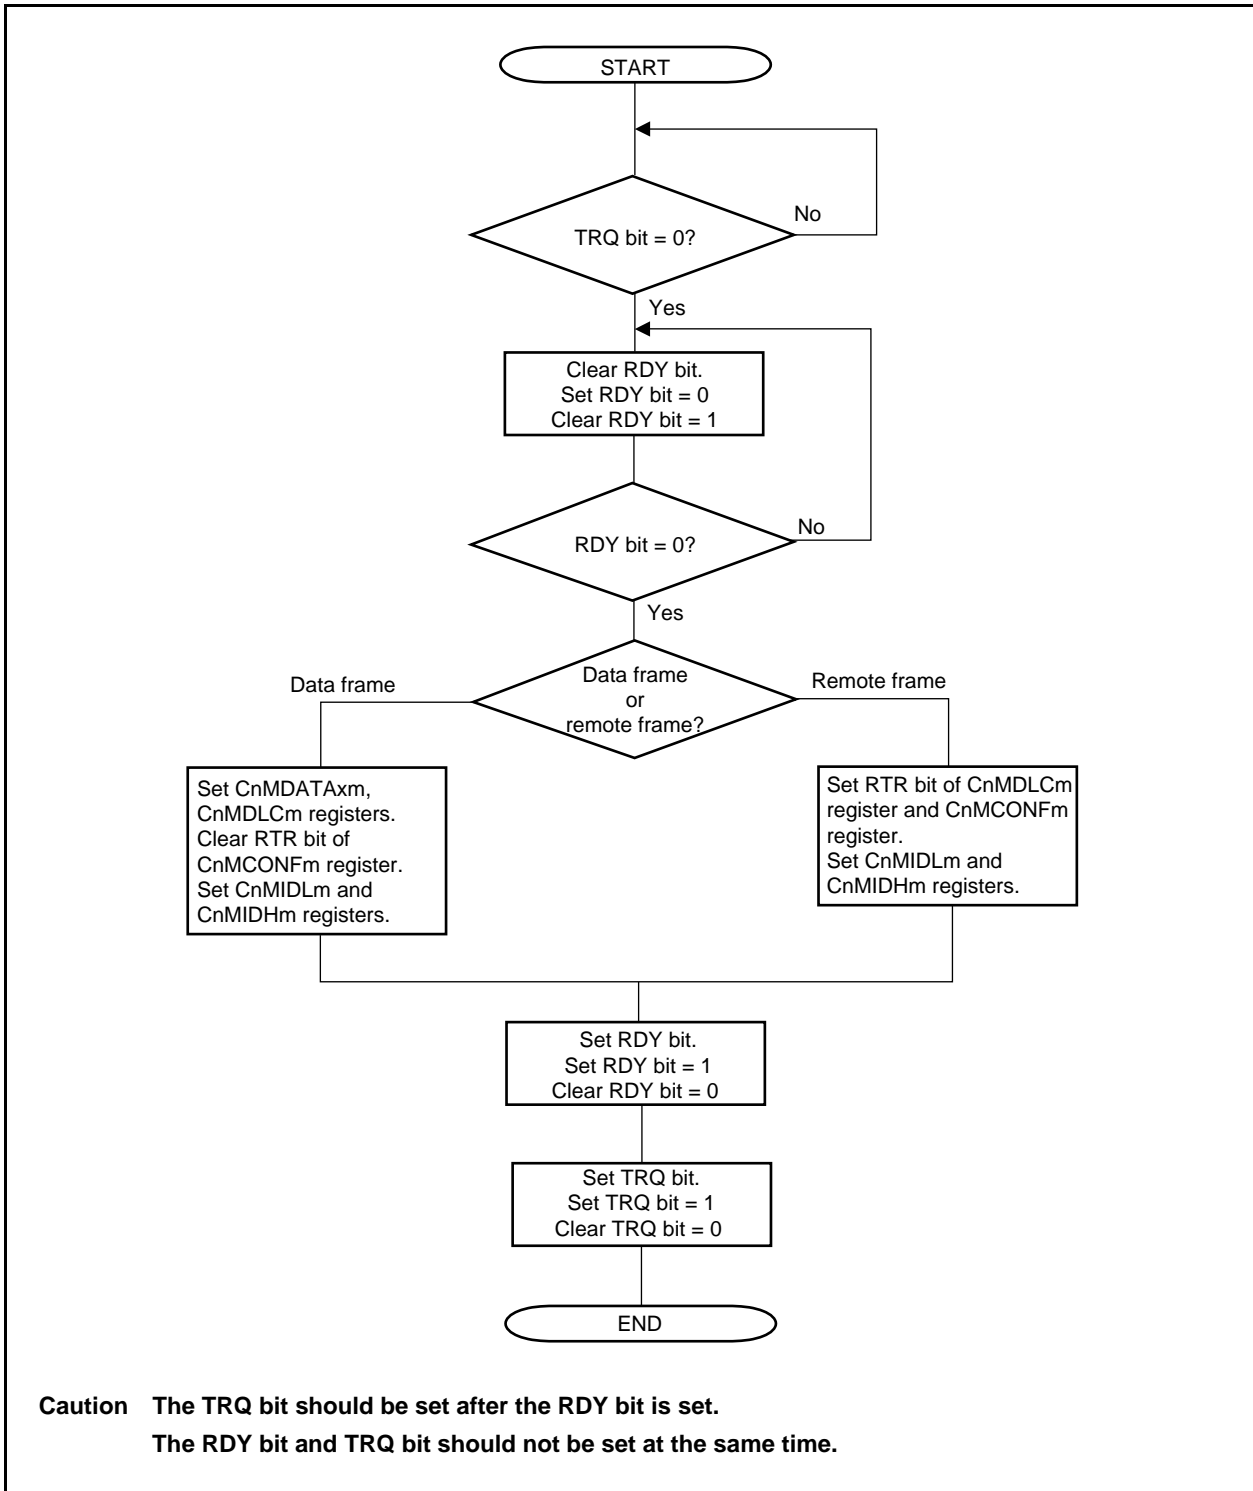 START
No
TRQ bit = 0?
Yes
Clear RDY bit.
Set RDY bit = 0
Clear RDY bit = 1
No
RDY bit = 0?
Yes
Data frame
Data frame
or
remote frame?
Remote frame
Set CnMDATAxm,
CnMDLCm registers.
Clear RTR bit of
CnMCONFm register.
Set CnMIDLm and
CnMIDHm registers.
Set RTR bit of CnMDLCm
register and CnMCONFm
register.
Set CnMIDLm and
CnMIDHm registers.
Set RDY bit.
Set RDY bit = 1
Clear RDY bit = 0
Set TRQ bit.
Set TRQ bit = 1
Clear TRQ bit = 0
END
Caution The TRQ bit should be set after the RDY bit is set.
The RDY bit and TRQ bit should not be set at the same time.